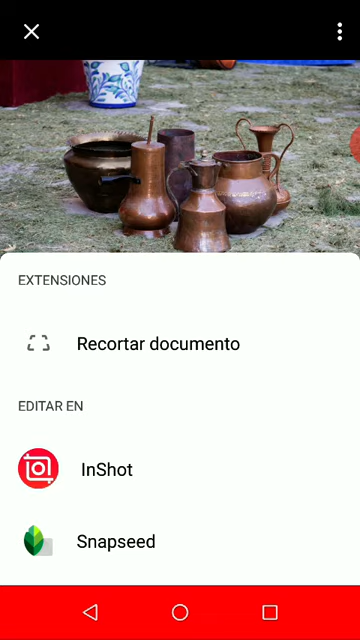 EXTENSIONES
Recortar documento
EDITAR EN
InShot
Snapseed